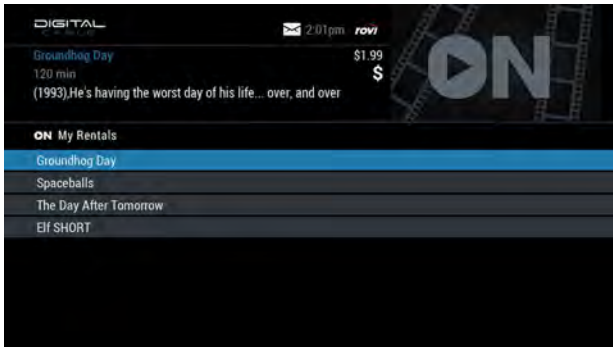 DIGITAL
CABLE
2:01pm rovi
Groundhog Day $1.99
120 min $
(1993),He's having the worst day of his life... over, and over
ON
ON My Rentals
Groundhog Day
Spaceballs
The Day After Tomorrow
Elf SHORT